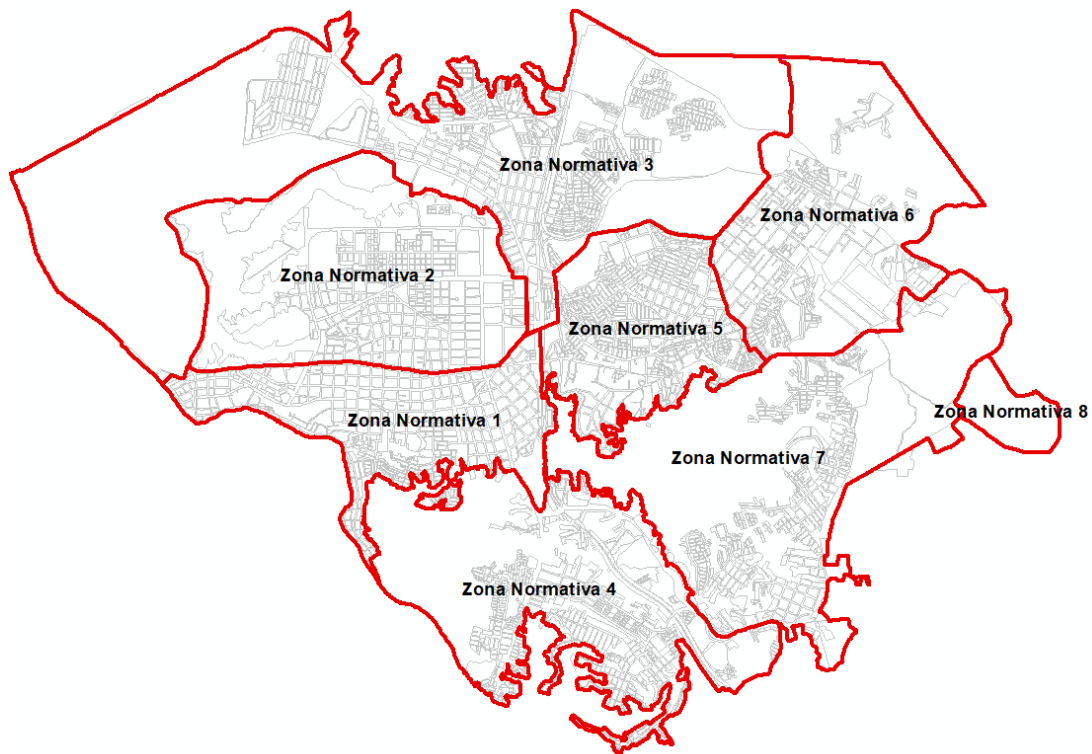 Zona Normativa 3
Zona Normativa 6
Zona Normativa 2
Zona Normativa 5
Zona Normativa 8
Zona Normativa 1
Zona Normativa 7
Zona Normativa 4